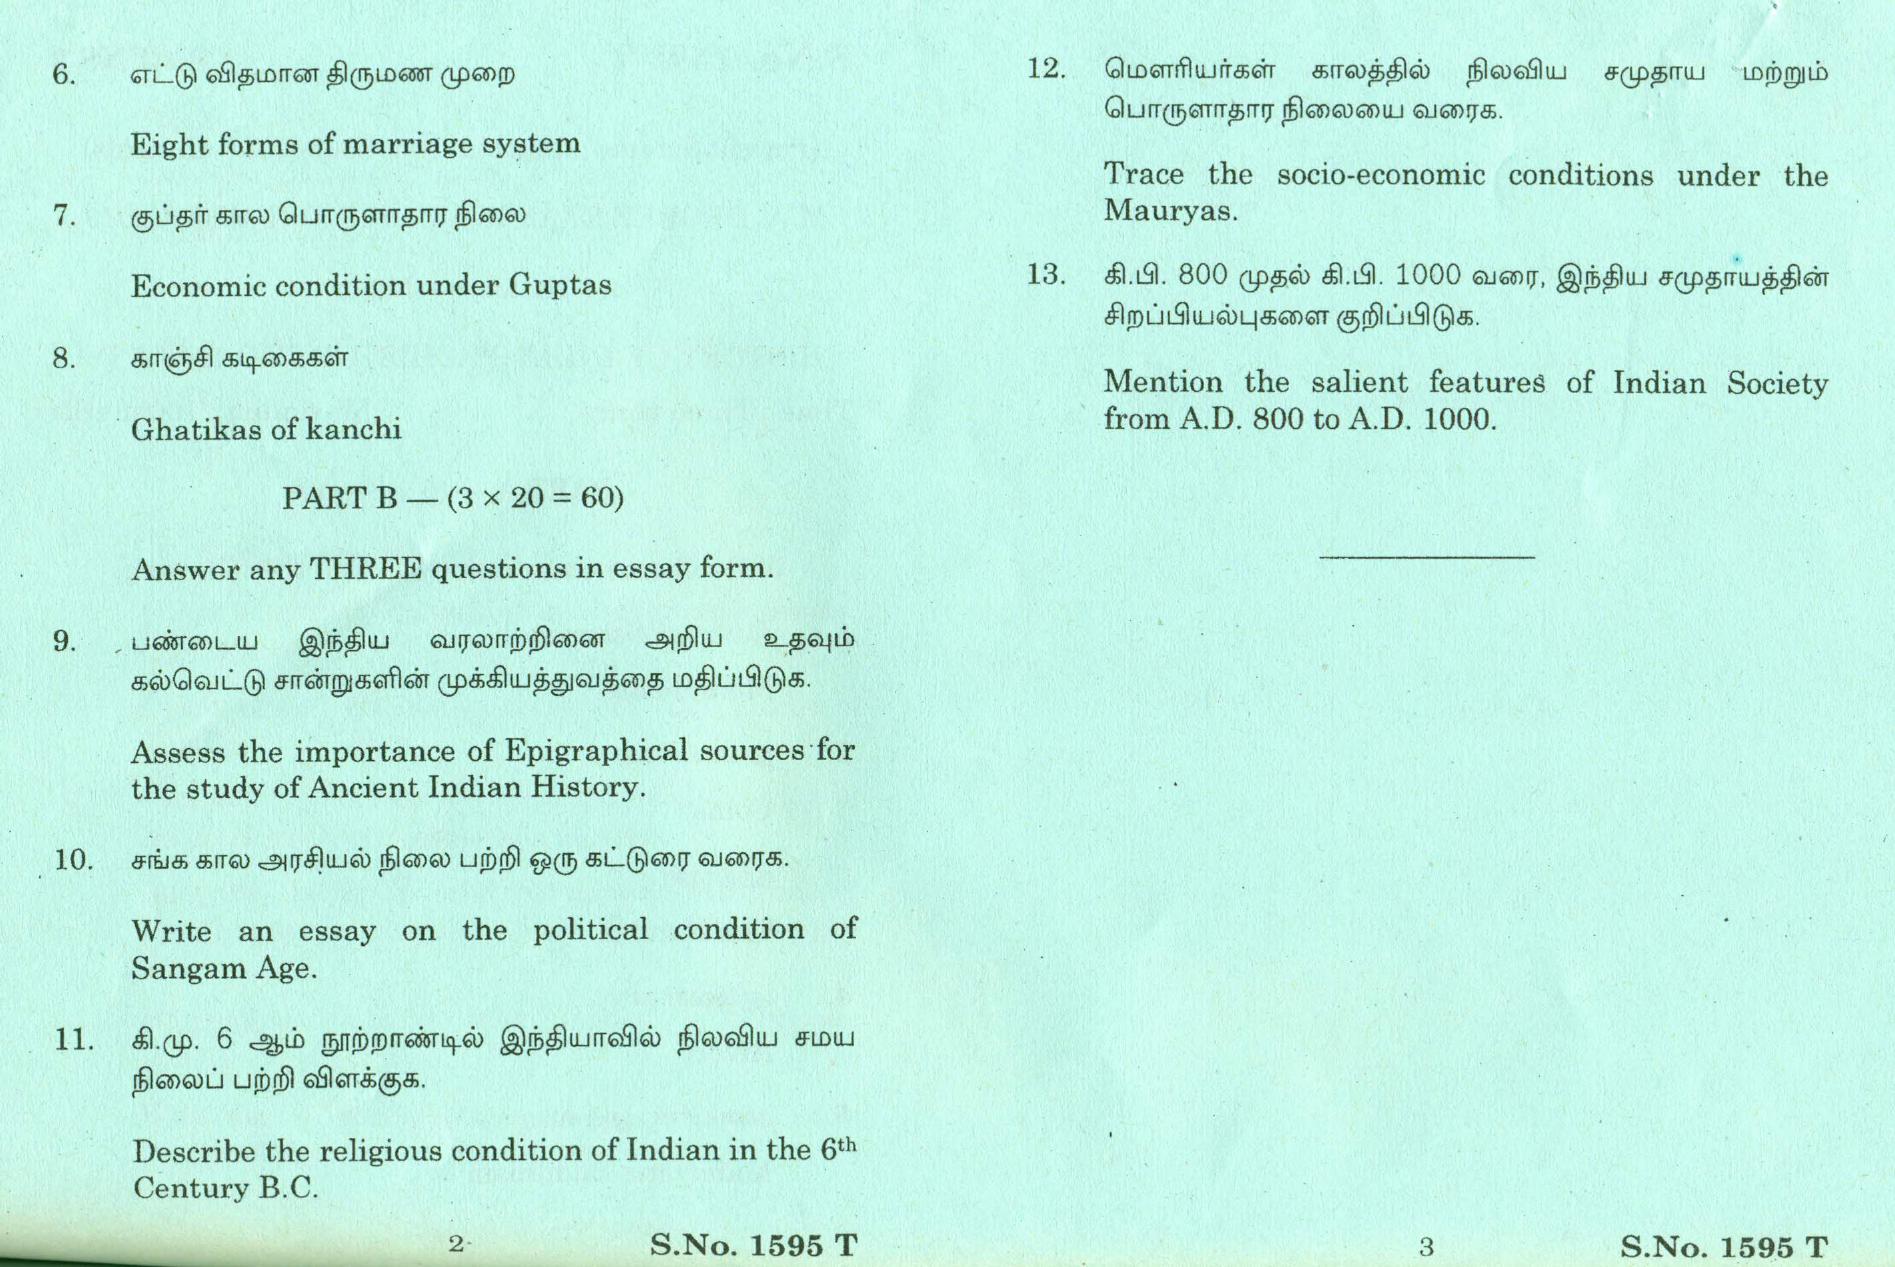 6. எட்டு விதமான திருமண முறை
Eight forms of marriage system
7. குப்தர் கால பொருளாதார நிலை
Economic condition under Guptas
8. காஞ்சி கடிகைகள்
Ghatikas of kanchi
PART B — (3 × 20 = 60)
Answer any THREE questions in essay form.
9. பண்டைய இந்திய வரலாற்றினை அறிய உதவும்
கல்வெட்டு சான்றுகளின் முக்கியத்துவத்தை மதிப்பிடுக.
Assess the importance of Epigraphical sources for
the study of Ancient Indian History.
10. சங்க கால அரசியல் நிலை பற்றி ஒரு கட்டுரை வரைக.
Write an essay on the political condition of
Sangam Age.
11. கி.மு. 6 ஆம் நூற்றாண்டில் இந்தியாவில் நிலவிய சமய
நிலைப் பற்றி விளக்குக.
Describe the religious condition of Indian in the 6th
Century B.C.
2 S.No. 1595 T
12. மௌரியர்கள் காலத்தில் நிலவிய சமுதாய மற்றும்
பொருளாதார நிலையை வரைக.
Trace the socio-economic conditions under the
Mauryas.
13. கி.பி. 800 முதல் கி.பி. 1000 வரை, இந்திய சமுதாயத்தின்
சிறப்பியல்புகளை குறிப்பிடுக.
Mention the salient features of Indian Society
from A.D. 800 to A.D. 1000.
3 S.No. 1595 T